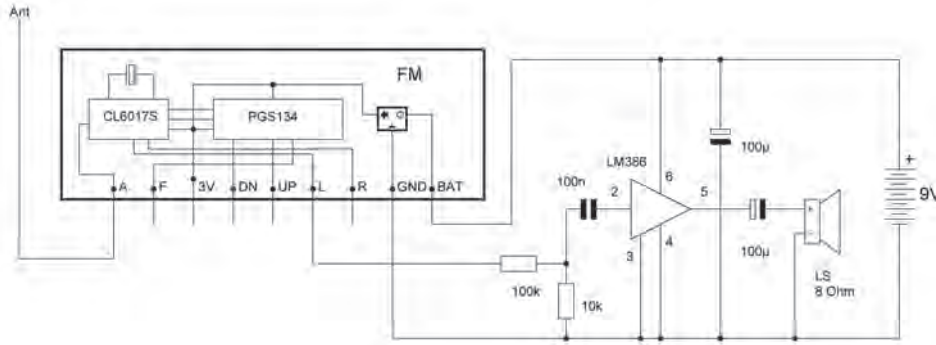 Ant
FM
CL6017S
PGS134
A F 3V DN UP L R GND BAT
LM386
100n
2
6
5
3
4
100µ
100µ
+
9V
+
-
LS
8 Ohm
100k
10k